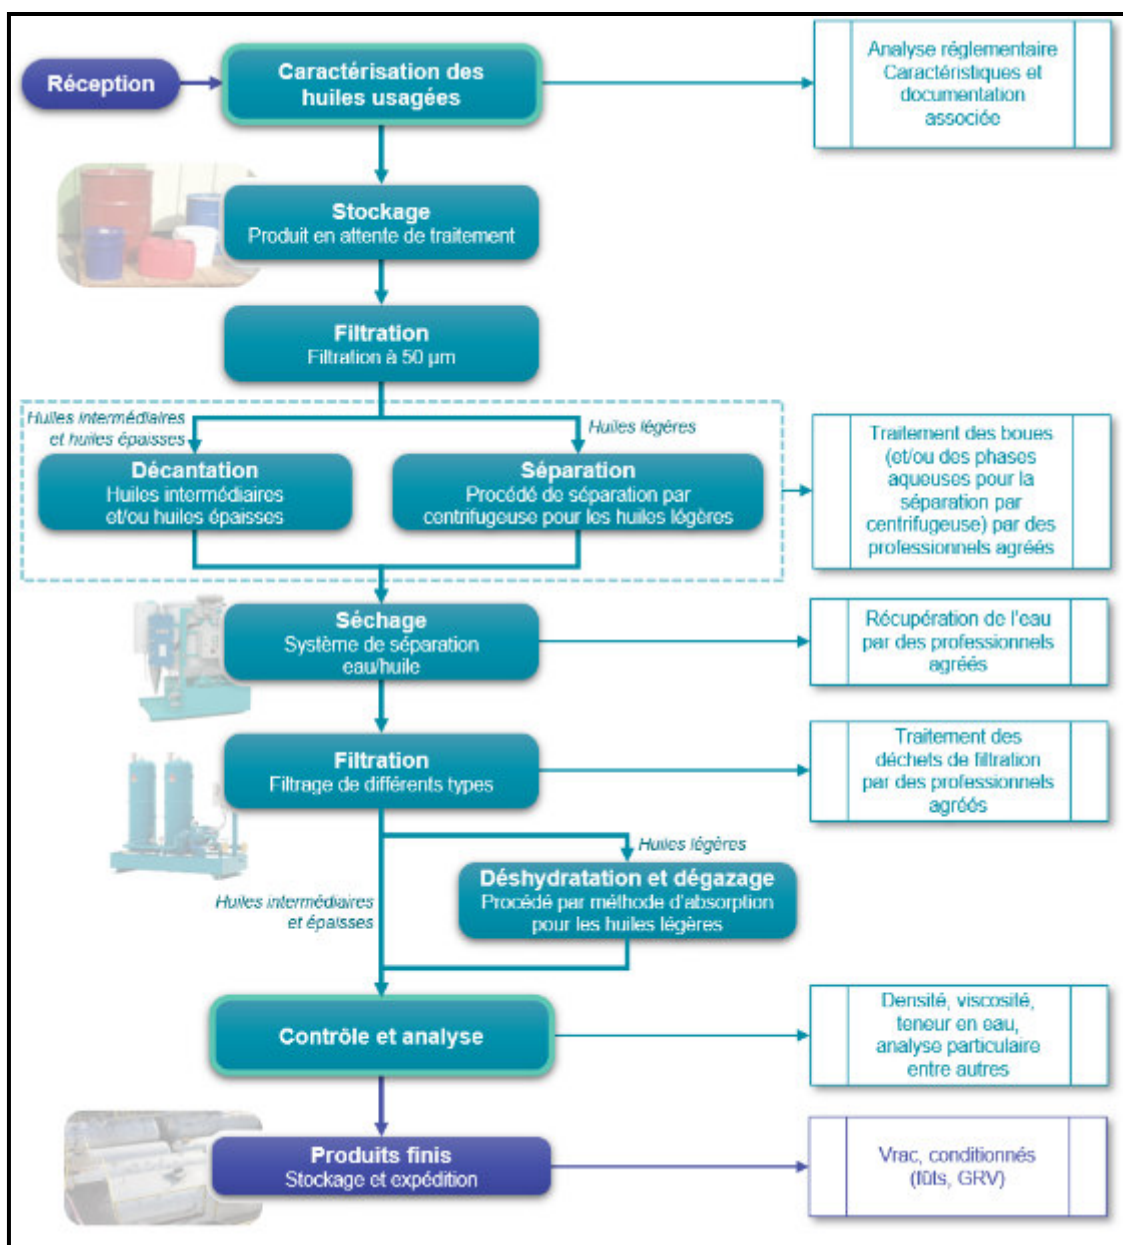 Réception
Caractérisation des
huiles usagées
Analyse réglementaire
Caractéristiques et
documentation
associée
Stockage
Produit en attente de traitement
Filtration
Filtration à 50 µm
Huiles intermédiaires
et huiles épaisses
Huiles légères
Décantation
Huiles intermédiaires
et/ou huiles épaisses
Séparation
Procédé de séparation par
centrifugeuse pour les huiles légères
Traitement des boues
(et/ou des phases
aqueuses pour la
séparation par
centrifugeuse) par des
professionnels agréés
Séchage
Système de séparation
eau/huile
Récupération de l'eau
par des professionnels
agréés
Filtration
Filtrage de différents types
Traitement des
déchets de filtration
par des professionnels
agréés
Huiles légères
Déshydratation et dégazage
Procédé par méthode d'absorption
pour les huiles légères
Huiles intermédiaires
et épaisses
Contrôle et analyse
Densité, viscosité,
teneur en eau,
analyse particulaire
entre autres
Produits finis
Stockage et expédition
Vrac, conditionnés
(fûts, GRV)